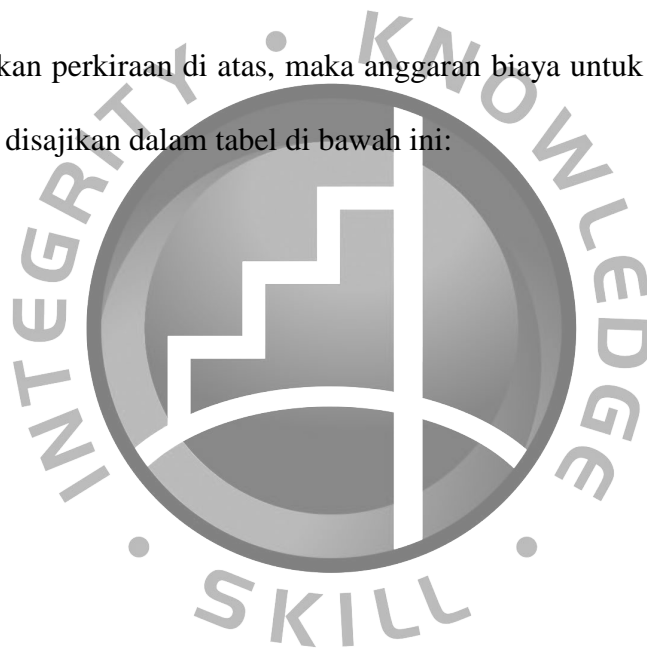 kan perkiraan di atas, maka anggaran biaya untuk
disajikan dalam tabel di bawah ini:
INTEGRITY • KNOWLEDGE • SKILL •